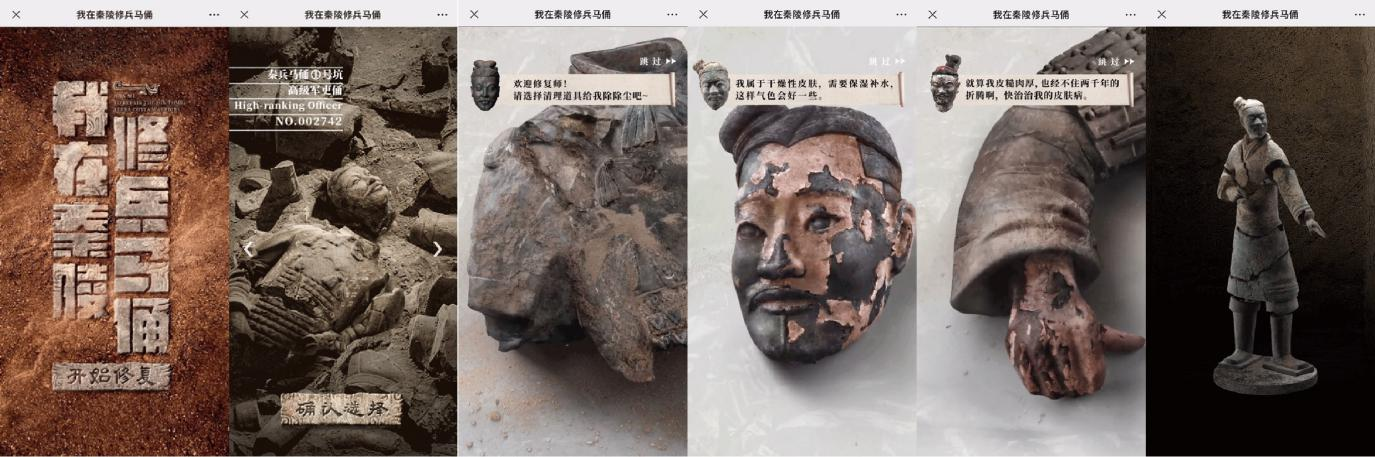 我在秦陵修兵马俑
我在秦陵
修兵马俑
开始修复
我在秦陵修兵马俑
秦兵马俑①号坑
高级军吏俑
High-ranking Officer
NO.002742
确认选择
我在秦陵修兵马俑
跳过
欢迎修复师！
请选择清理道具给我除除尘吧~
我在秦陵修兵马俑
跳过
我属于干燥性皮肤，需要保湿补水，
这样气色会好一些。
我在秦陵修兵马俑
跳过
就算我皮糙肉厚，也经不住两千年的
折腾啊，快治治我的皮肤病。
我在秦陵修兵马俑